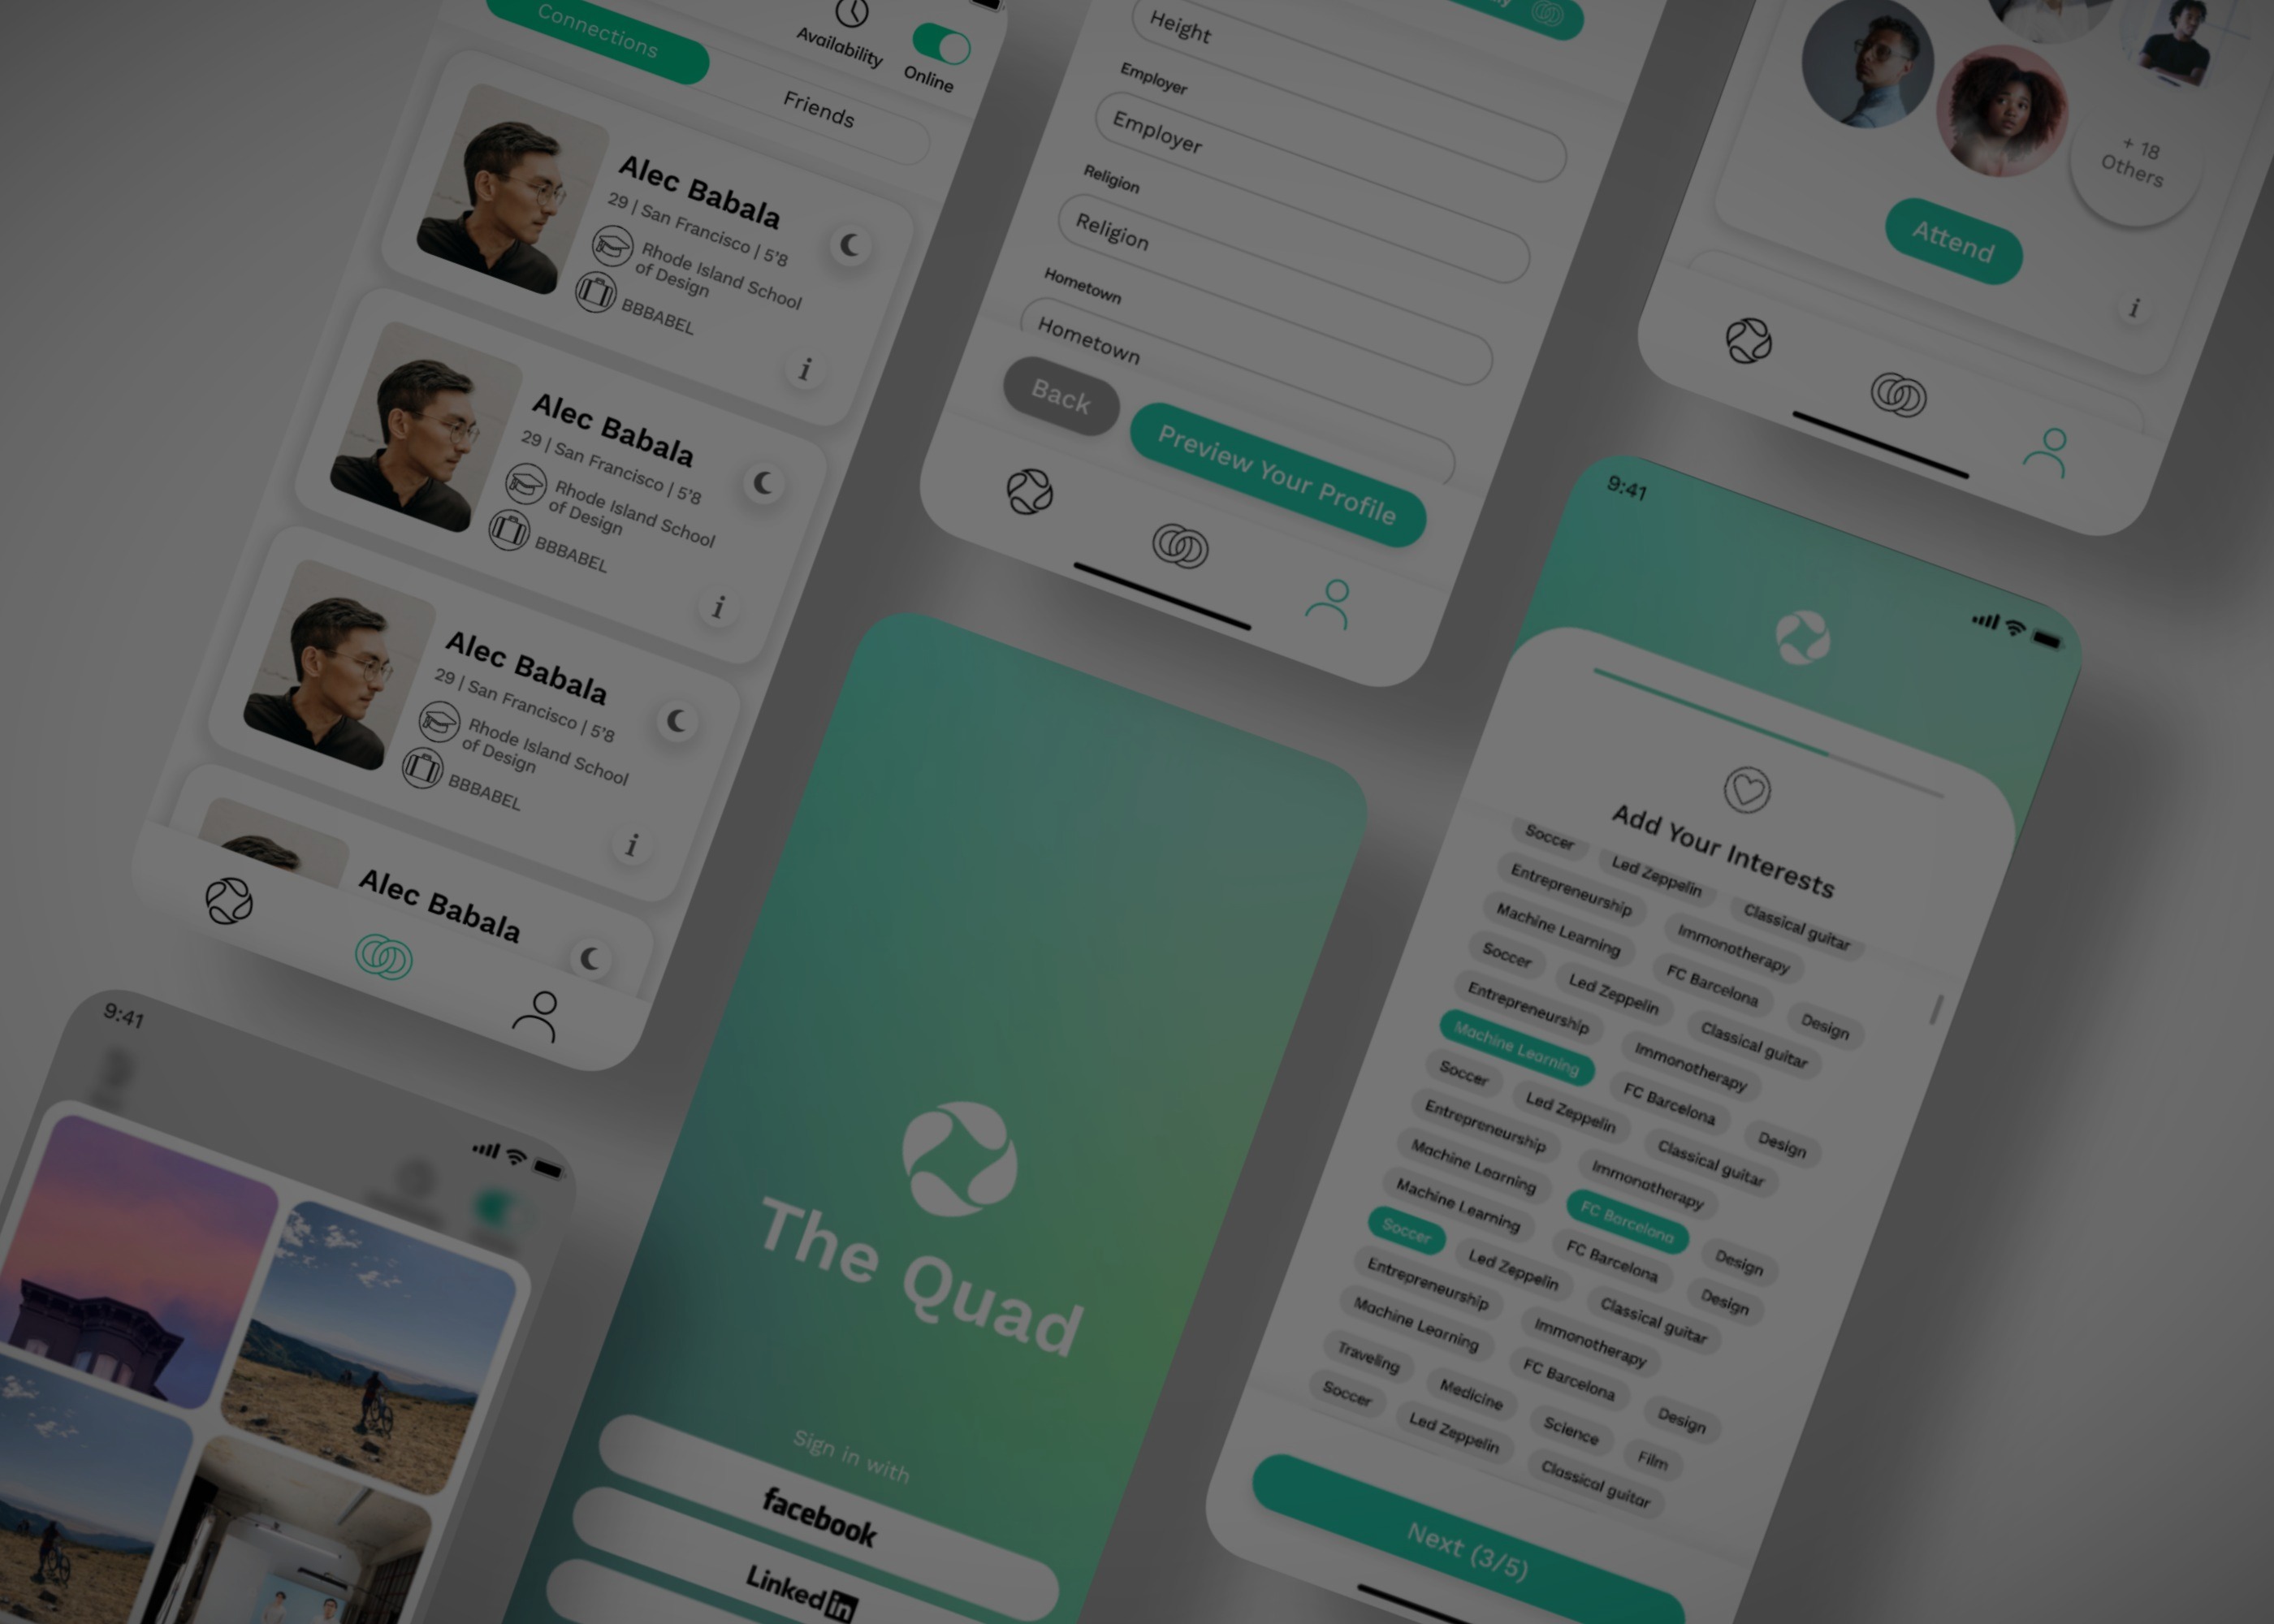 Connections
Friends
Availability
Online
Alec Babala
29 | San Francisco | 5'8
Rhode Island School
of Design
BBBABEL
i
Alec Babala
29 | San Francisco | 5'8
Rhode Island School
of Design
BBBABEL
i
Alec Babala
29 | San Francisco | 5'8
Rhode Island School
of Design
BBBABEL
i
Alec Babala
Height
Employer
Employer
Religion
Religion
Hometown
Hometown
Back
Preview Your Profile
+ 18
Others
Attend
i
9:41
9:41
The Quad
Sign in with
facebook
Linked in
9:41
Add Your Interests
Soccer Led Zeppelin Classical guitar
Entrepreneurship Immonotherapy
Machine Learning FC Barcelona Design
Soccer Led Zeppelin Classical guitar
Entrepreneurship Immonotherapy
Machine Learning FC Barcelona Design
Soccer Led Zeppelin Classical guitar
Entrepreneurship Immonotherapy
Machine Learning FC Barcelona Design
Machine Learning FC Barcelona Design
Soccer Led Zeppelin Classical guitar
Entrepreneurship Immonotherapy
Machine Learning FC Barcelona Design
Traveling Medicine Science Film
Soccer Led Zeppelin Classical guitar
Next (3/5)